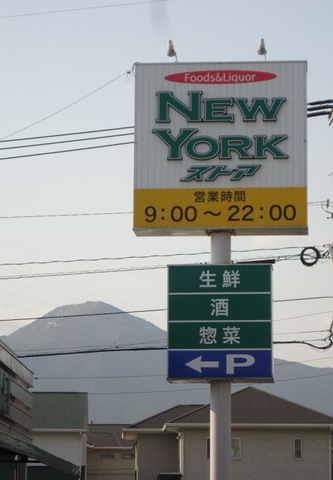 Foods&Liquor
NEW
YORK
ストア
営業時間
9:00～22:00
生鮮
酒
惣菜
←P